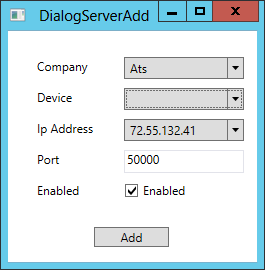 DialogServerAdd
Company Ats
Device
Ip Address 72.55.132.41
Port 50000
Enabled Enabled
Add